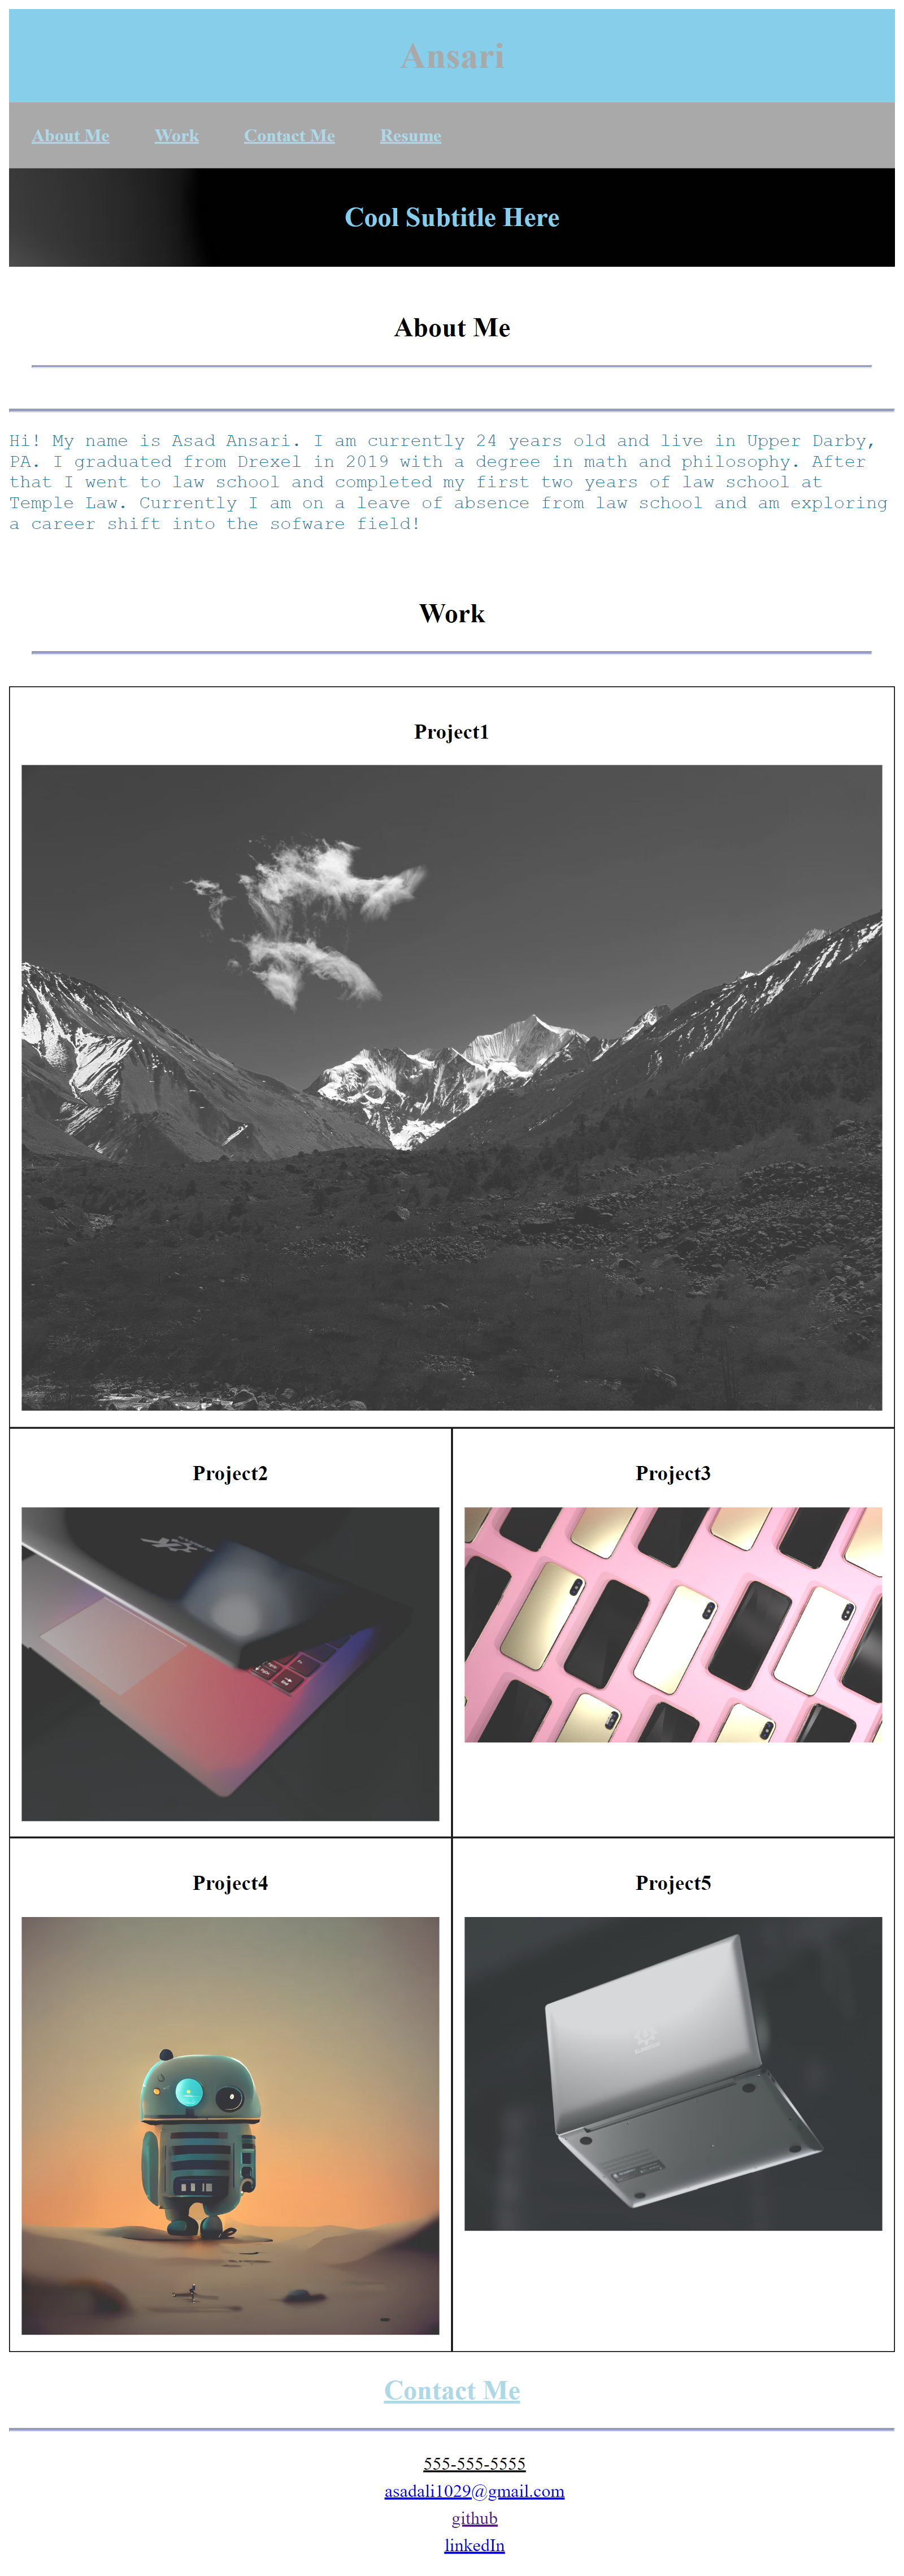 Ansari
About Me Work Contact Me Resume
Cool Subtitle Here
About Me
Hi! My name is Asad Ansari. I am currently 24 years old and live in Upper Darby,
PA. I graduated from Drexel in 2019 with a degree in math and philosophy. After
that I went to law school and completed my first two years of law school at
Temple Law. Currently I am on a leave of absence from law school and am exploring
a career shift into the sofware field!
Work
Project1
Project2
Project3
Project4
Project5
Contact Me
555-555-5555
asadali1029@gmail.com
github
linkedIn